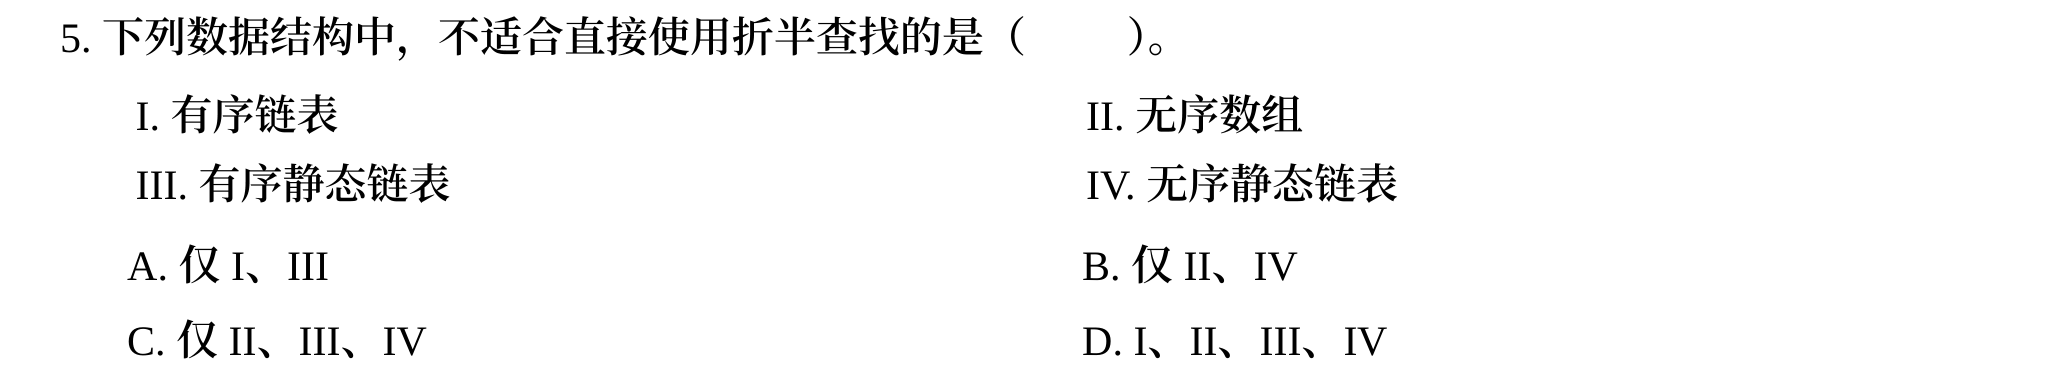 5. 下列数据结构中，不适合直接使用折半查找的是（　　）。
I. 有序链表　　II. 无序数组
III. 有序静态链表　　IV. 无序静态链表
A. 仅 I、III　　B. 仅 II、IV
C. 仅 II、III、IV　　D. I、II、III、IV